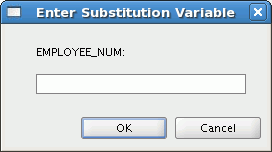 Enter Substitution Variable
EMPLOYEE_NUM:
OK
Cancel